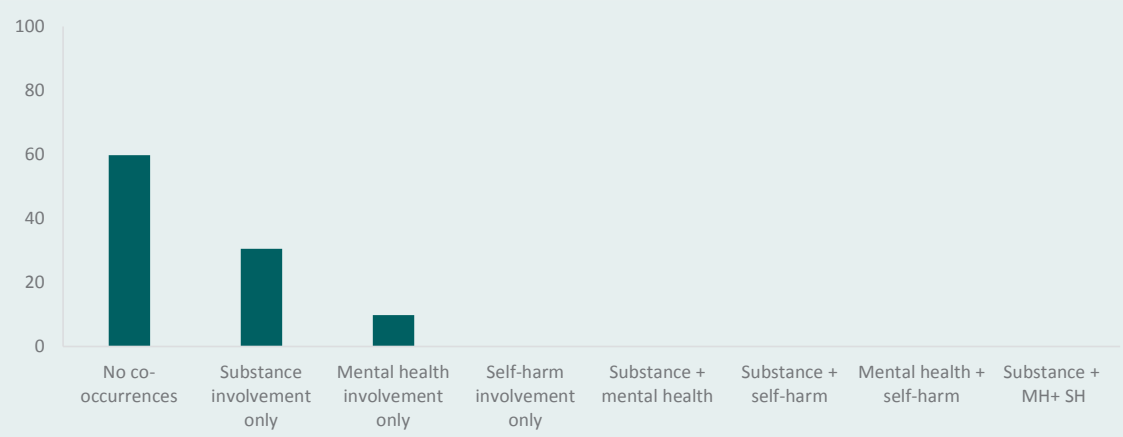 100
80
60
40
20
0
No co-
occurrences
Substance
involvement
only
Mental health
involvement
only
Self-harm
involvement
only
Substance +
mental health
Substance +
self-harm
Mental health +
self-harm
Substance +
MH+ SH